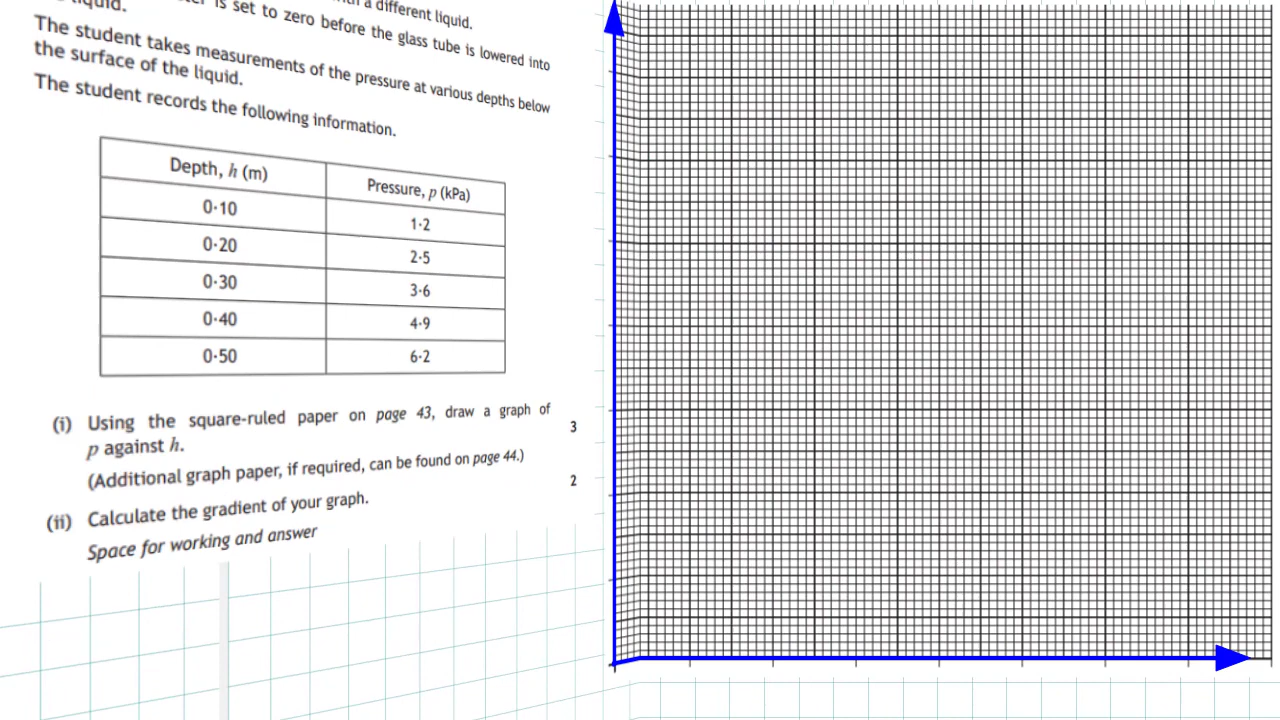 liquid.
a different liquid.
is set to zero before the glass tube is lowered into
The student takes measurements of the pressure at various depths below
the surface of the liquid.
The student records the following information.
Depth, h (m) Pressure, p (kPa)
0·10 1·2
0·20 2·5
0·30 3·6
0·40 4·9
0·50 6·2
(i) Using the square-ruled paper on page 43, draw a graph of
p against h.
3
(Additional graph paper, if required, can be found on page 44.)
(ii) Calculate the gradient of your graph.
2
Space for working and answer